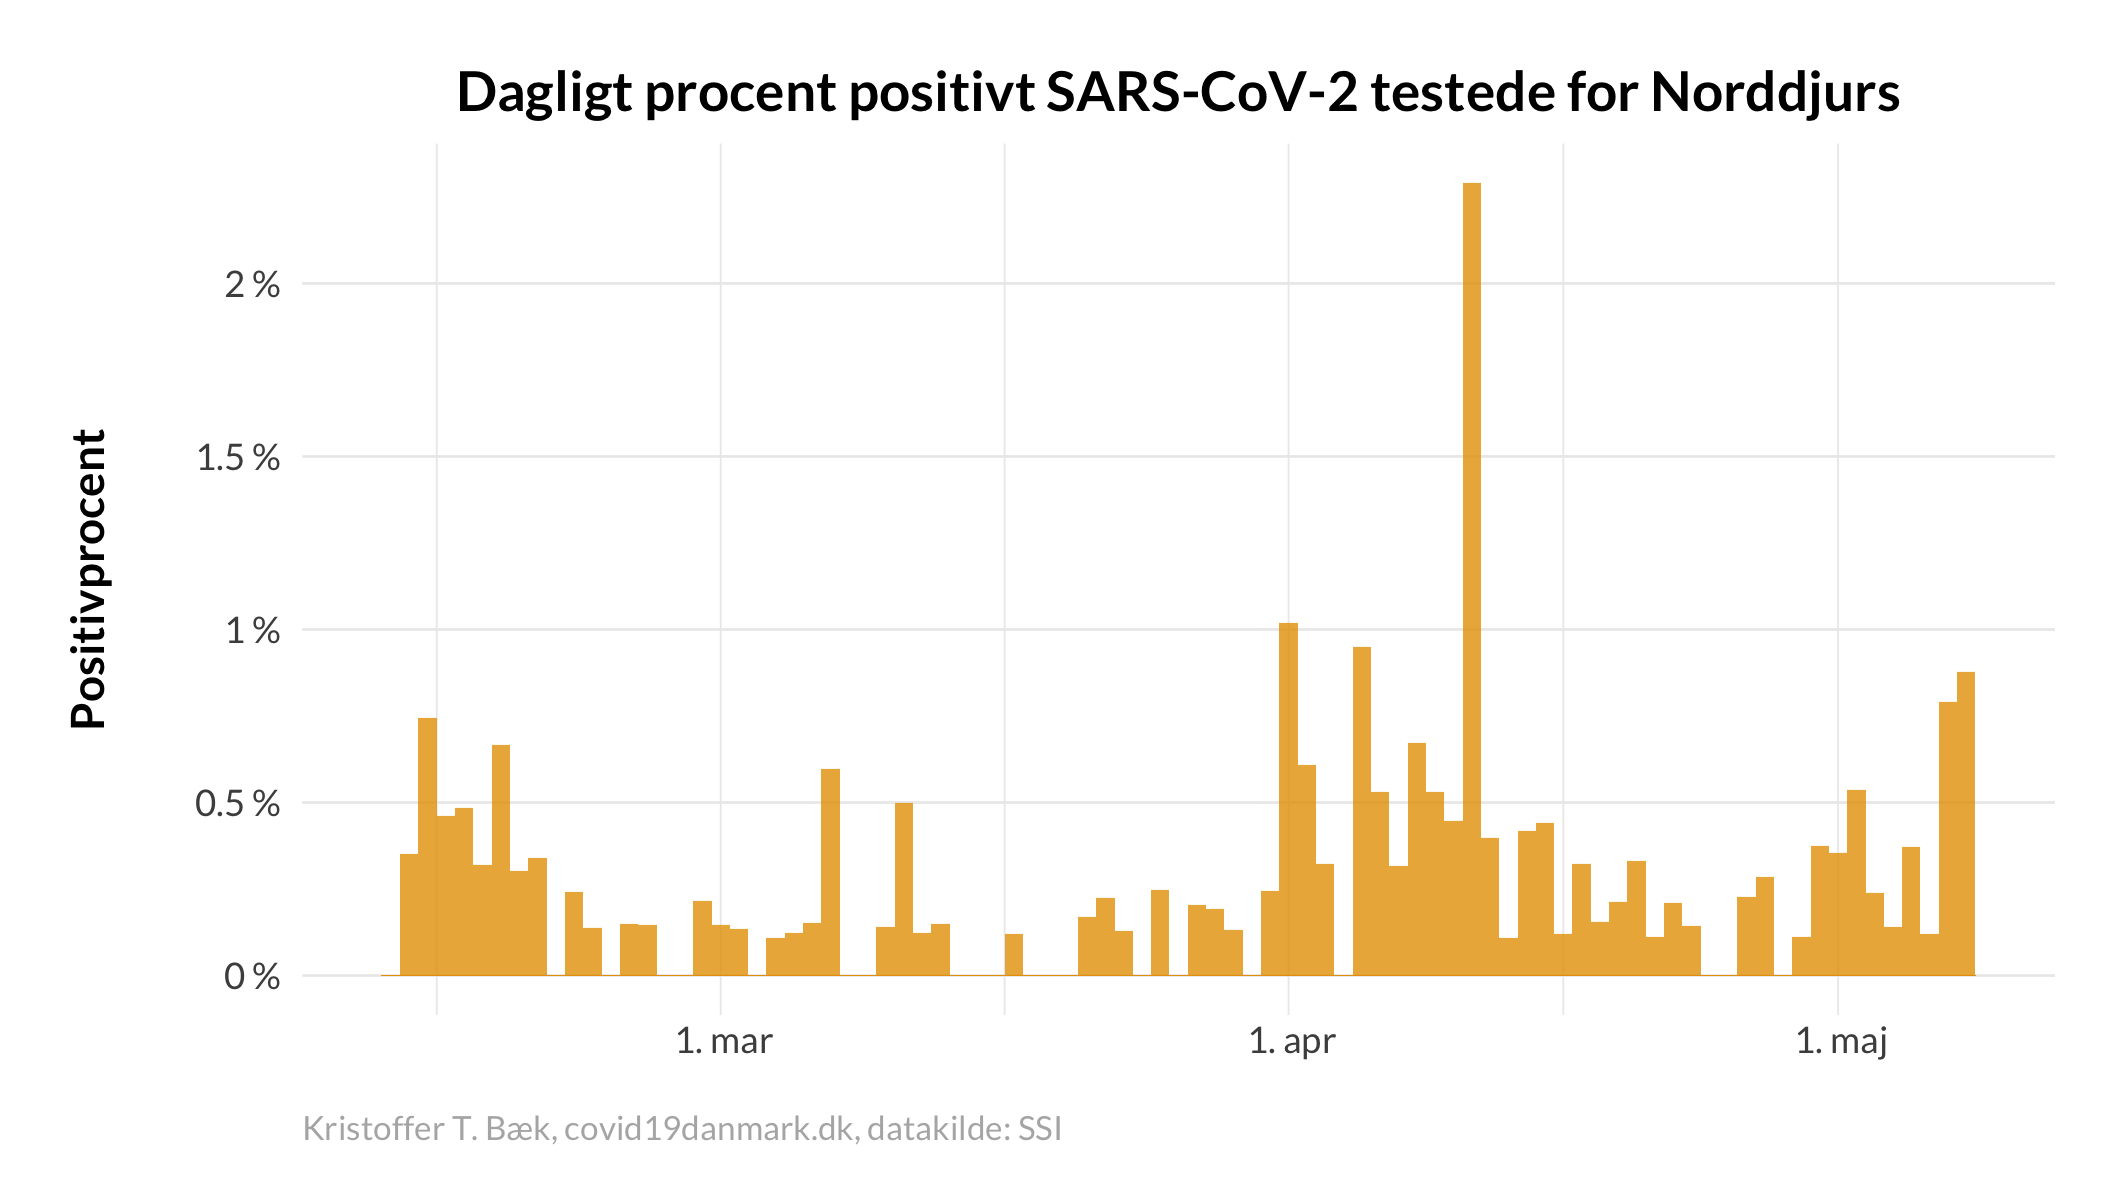 Dagligt procent positivt SARS-CoV-2 testede for Norddjurs
Positivprocent
2 %
1.5 %
1 %
0.5 %
0 %
1. mar
1. apr
1. maj
Kristoffer T. Bæk, covid19danmark.dk, datakilde: SSI